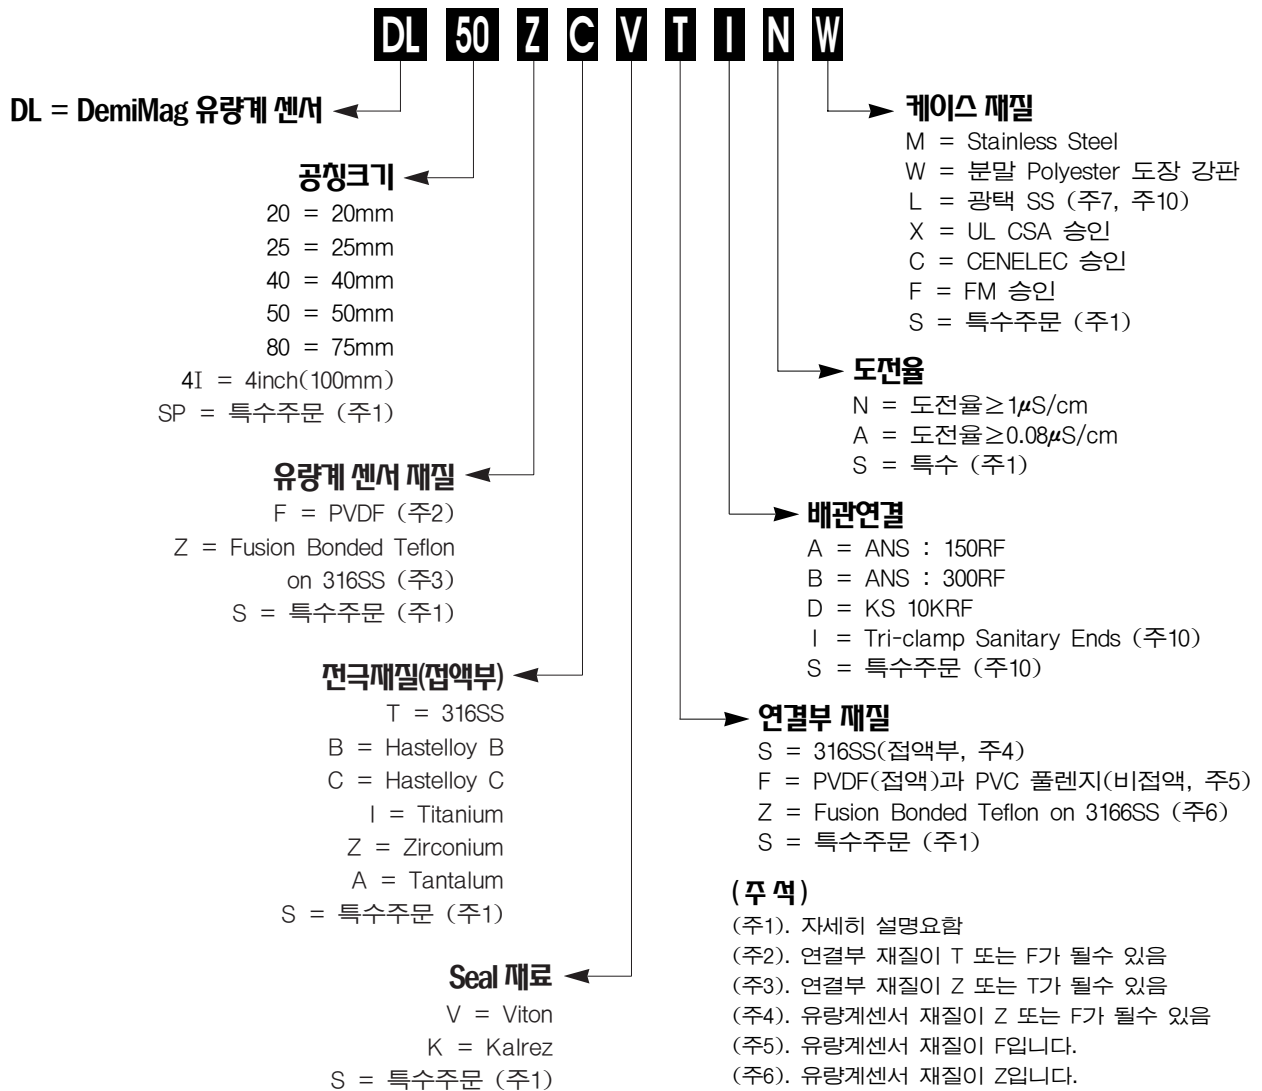 DL 50 Z C V T I N W
DL = DemiMag 유량계 센서
공칭크기
20 = 20mm
25 = 25mm
40 = 40mm
50 = 50mm
80 = 75mm
4I = 4inch(100mm)
SP = 특수주문 (주1)
유량계 센서 재질
F = PVDF (주2)
Z = Fusion Bonded Teflon
on 316SS (주3)
S = 특수주문 (주1)
전극재질(접액부)
T = 316SS
B = Hastelloy B
C = Hastelloy C
I = Titanium
Z = Zirconium
A = Tantalum
S = 특수주문 (주1)
Seal 재료
V = Viton
K = Kalrez
S = 특수주문 (주1)
케이스 재질
M = Stainless Steel
W = 분말 Polyester 도장 강판
L = 광택 SS (주7, 주10)
X = UL CSA 승인
C = CENELEC 승인
F = FM 승인
S = 특수주문 (주1)
도전율
N = 도전율≥1μS/cm
A = 도전율≥0.08μS/cm
S = 특수 (주1)
배관연결
A = ANS : 150RF
B = ANS : 300RF
D = KS 10KRF
I = Tri-clamp Sanitary Ends (주10)
S = 특수주문 (주10)
연결부 재질
S = 316SS(접액부, 주4)
F = PVDF(접액)과 PVC 풀렌지(비접액, 주5)
Z = Fusion Bonded Teflon on 3166SS (주6)
S = 특수주문 (주1)
(주 석)
(주1). 자세히 설명요함
(주2). 연결부 재질이 T 또는 F가 될수 있음
(주3). 연결부 재질이 Z 또는 T가 될수 있음
(주4). 유량계센서 재질이 Z 또는 F가 될수 있음
(주5). 유량계센서 재질이 F입니다.
(주6). 유량계센서 재질이 Z입니다.